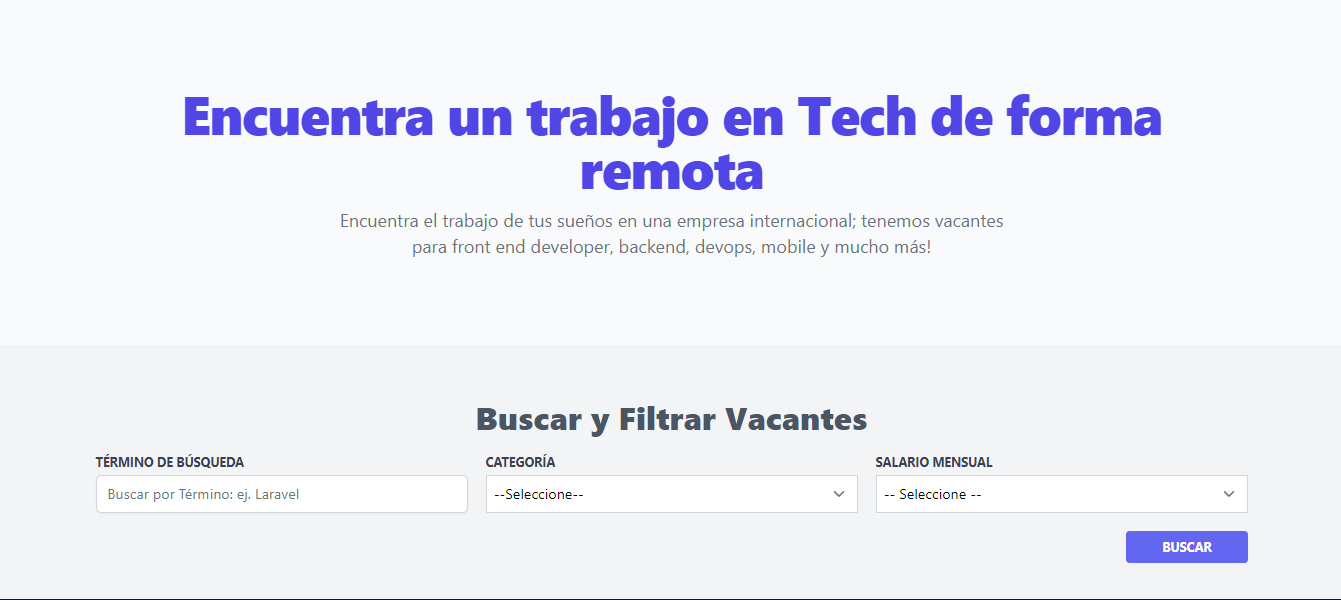 Encuentra un trabajo en Tech de forma
remota
Encuentra el trabajo de tus sueños en una empresa internacional; tenemos vacantes
para front end developer, backend, devops, mobile y mucho más!
Buscar y Filtrar Vacantes
TÉRMINO DE BÚSQUEDA
CATEGORÍA
SALARIO MENSUAL
Buscar por Término: ej. Laravel
--Seleccione--
-- Seleccione --
BUSCAR